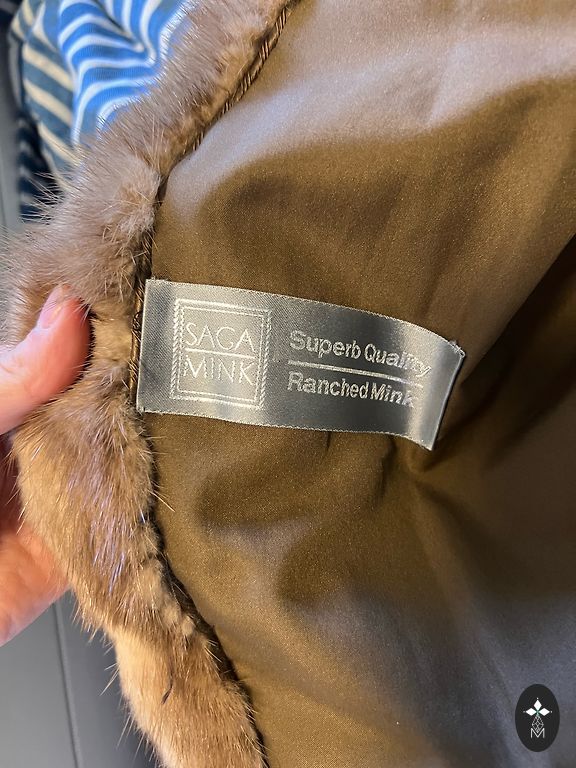 SAGA
MINK
Superb Quality
Ranched Mink
M